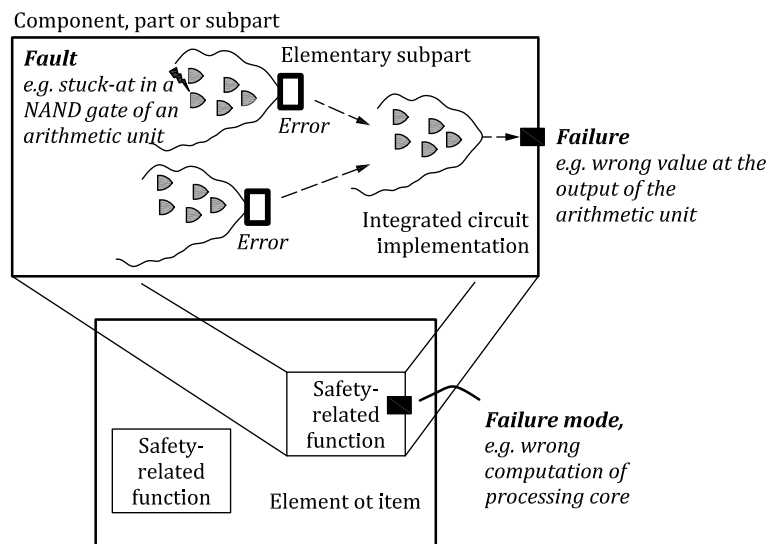 Component, part or subpart
Fault
e.g. stuck-at in a
NAND gate of an
arithmetic unit
Elementary subpart
Error
Error
Integrated circuit
implementation
Failure
e.g. wrong value at the
output of the
arithmetic unit
Safety-
related
function
Failure mode,
e.g. wrong
computation of
processing core
Safety-
related
function
Element ot item